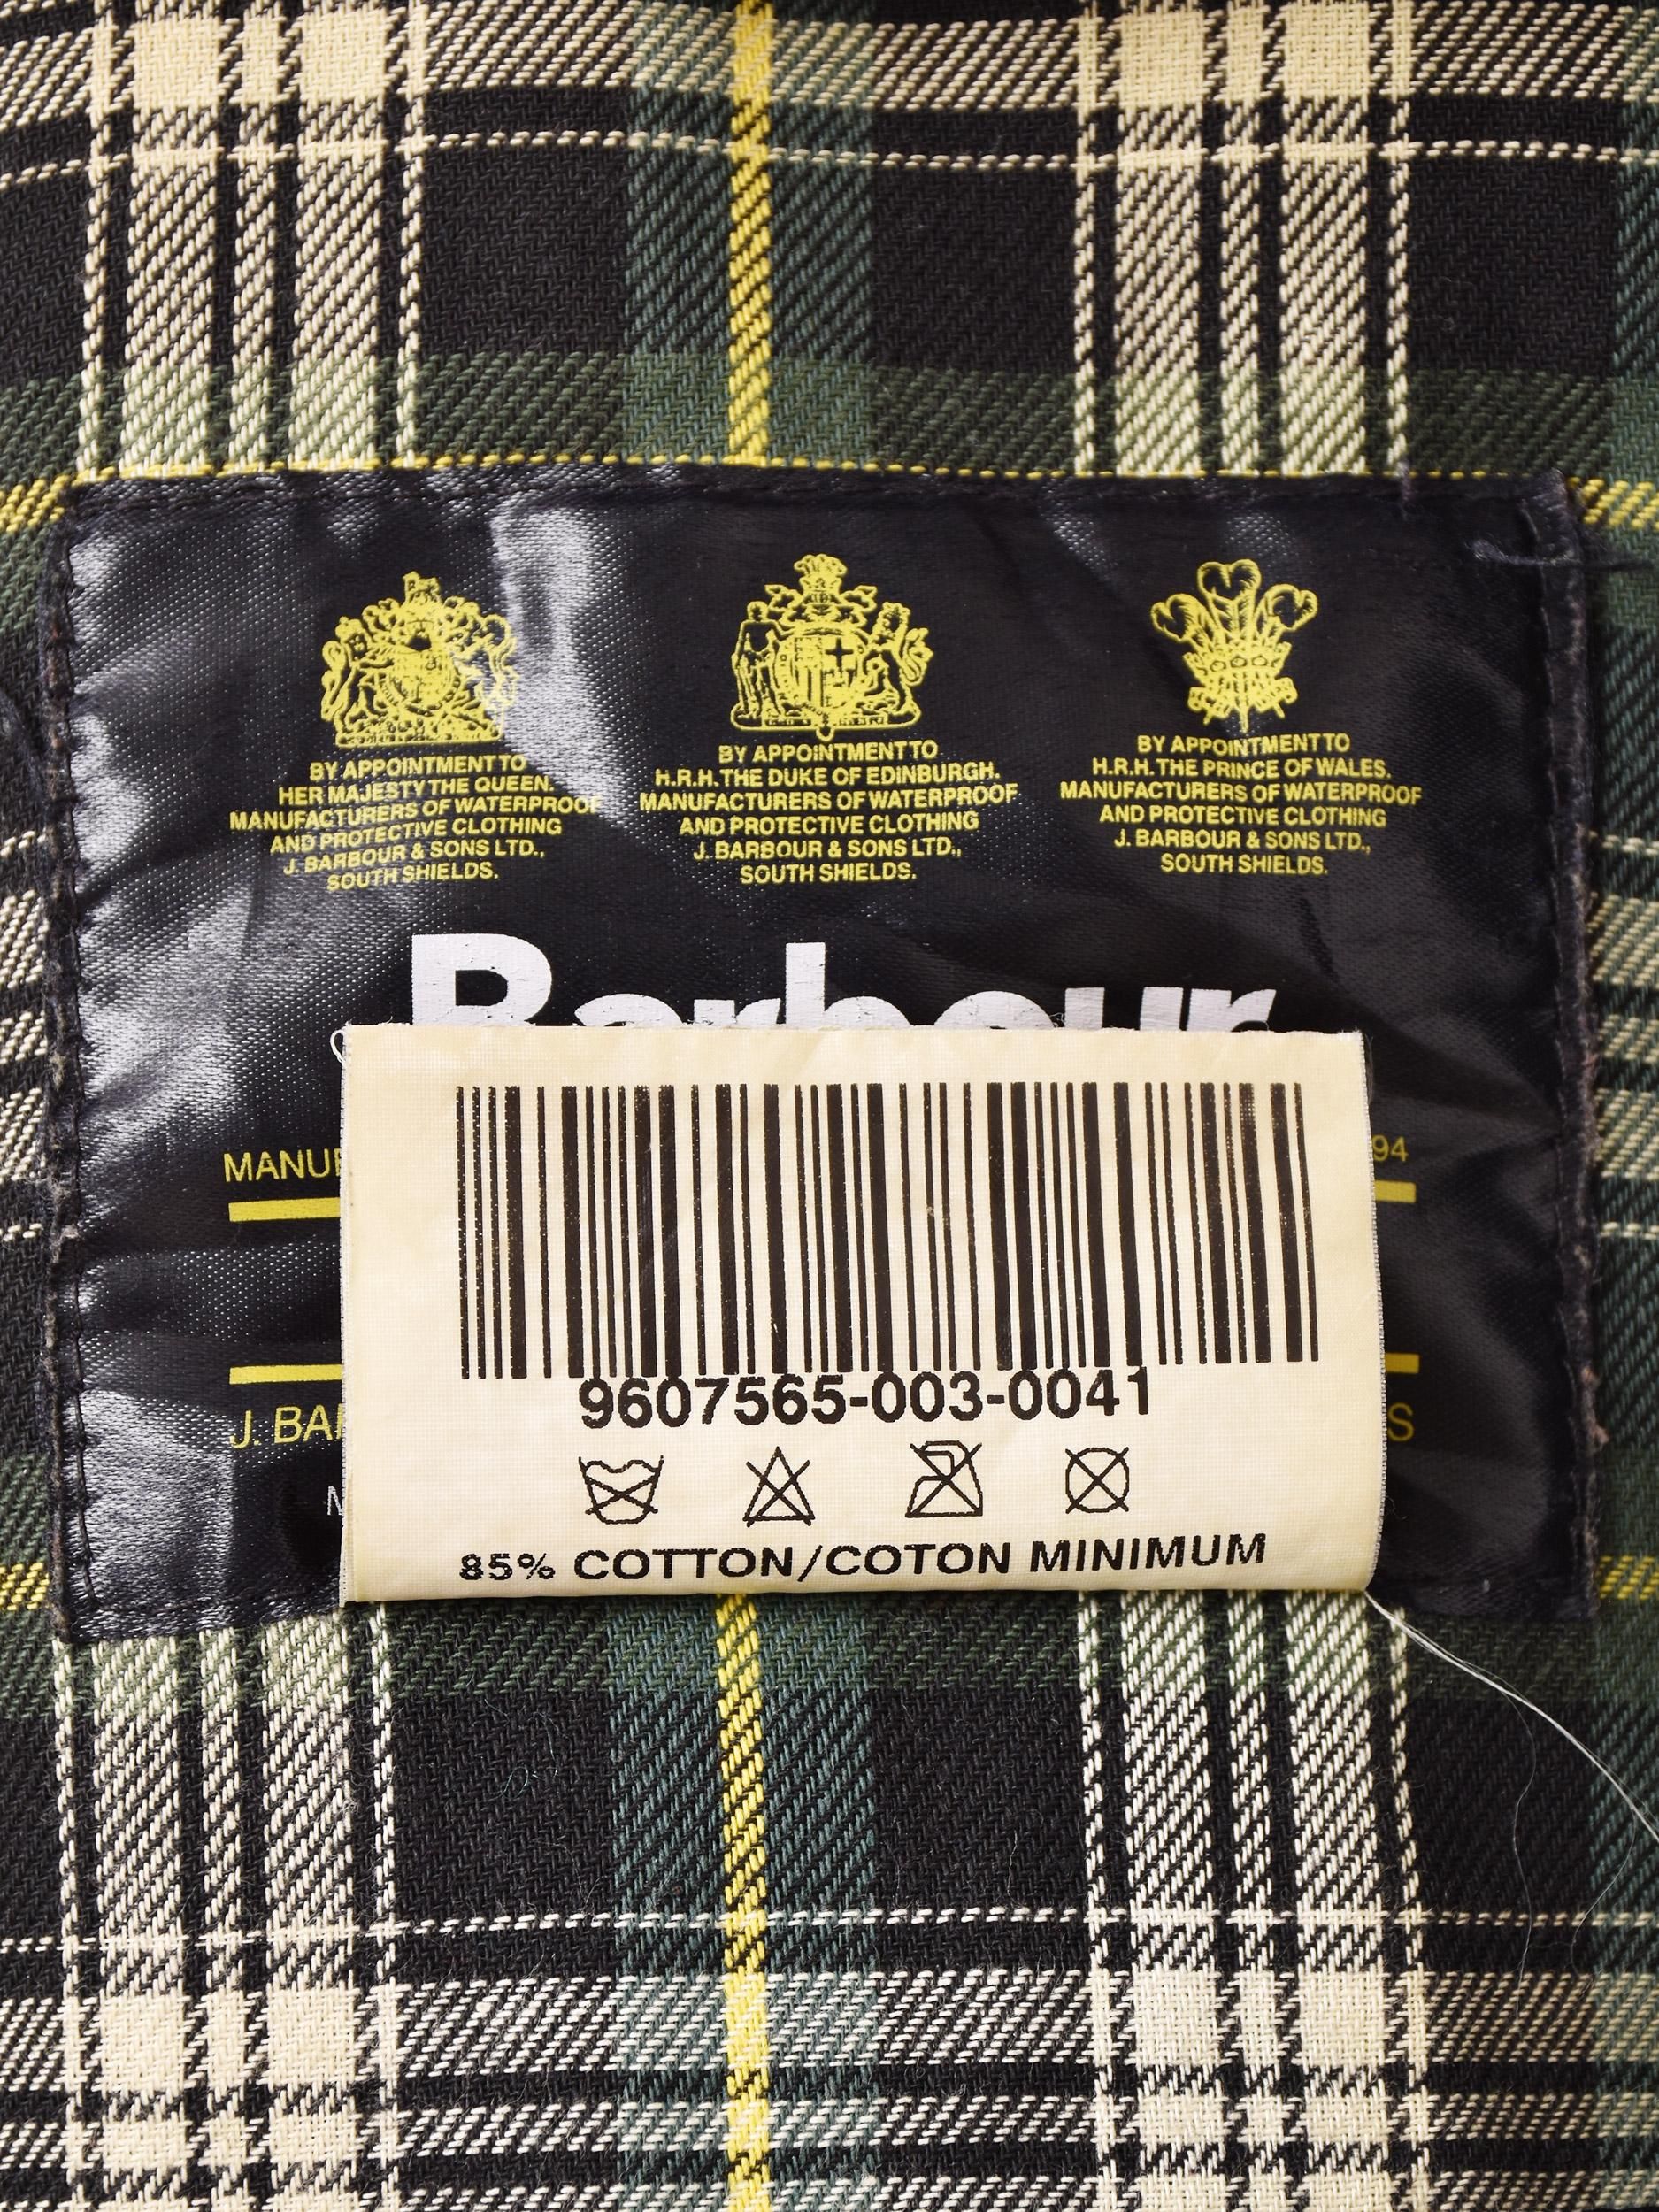 BY APPOINTMENT TO
HER MAJESTY THE QUEEN.
MANUFACTURERS OF WATERPROOF
AND PROTECTIVE CLOTHING
J. BARBOUR & SONS LTD.,
SOUTH SHIELDS.
BY APPOINTMENT TO
H.R.H. THE DUKE OF EDINBURGH.
MANUFACTURERS OF WATERPROOF
AND PROTECTIVE CLOTHING
J. BARBOUR & SONS LTD.,
SOUTH SHIELDS.
BY APPOINTMENT TO
H.R.H. THE PRINCE OF WALES.
MANUFACTURERS OF WATERPROOF
AND PROTECTIVE CLOTHING
J. BARBOUR & SONS LTD.,
SOUTH SHIELDS.
Barbour
94
J.
9607565-003-0041
85% COTTON/COTON MINIMUM